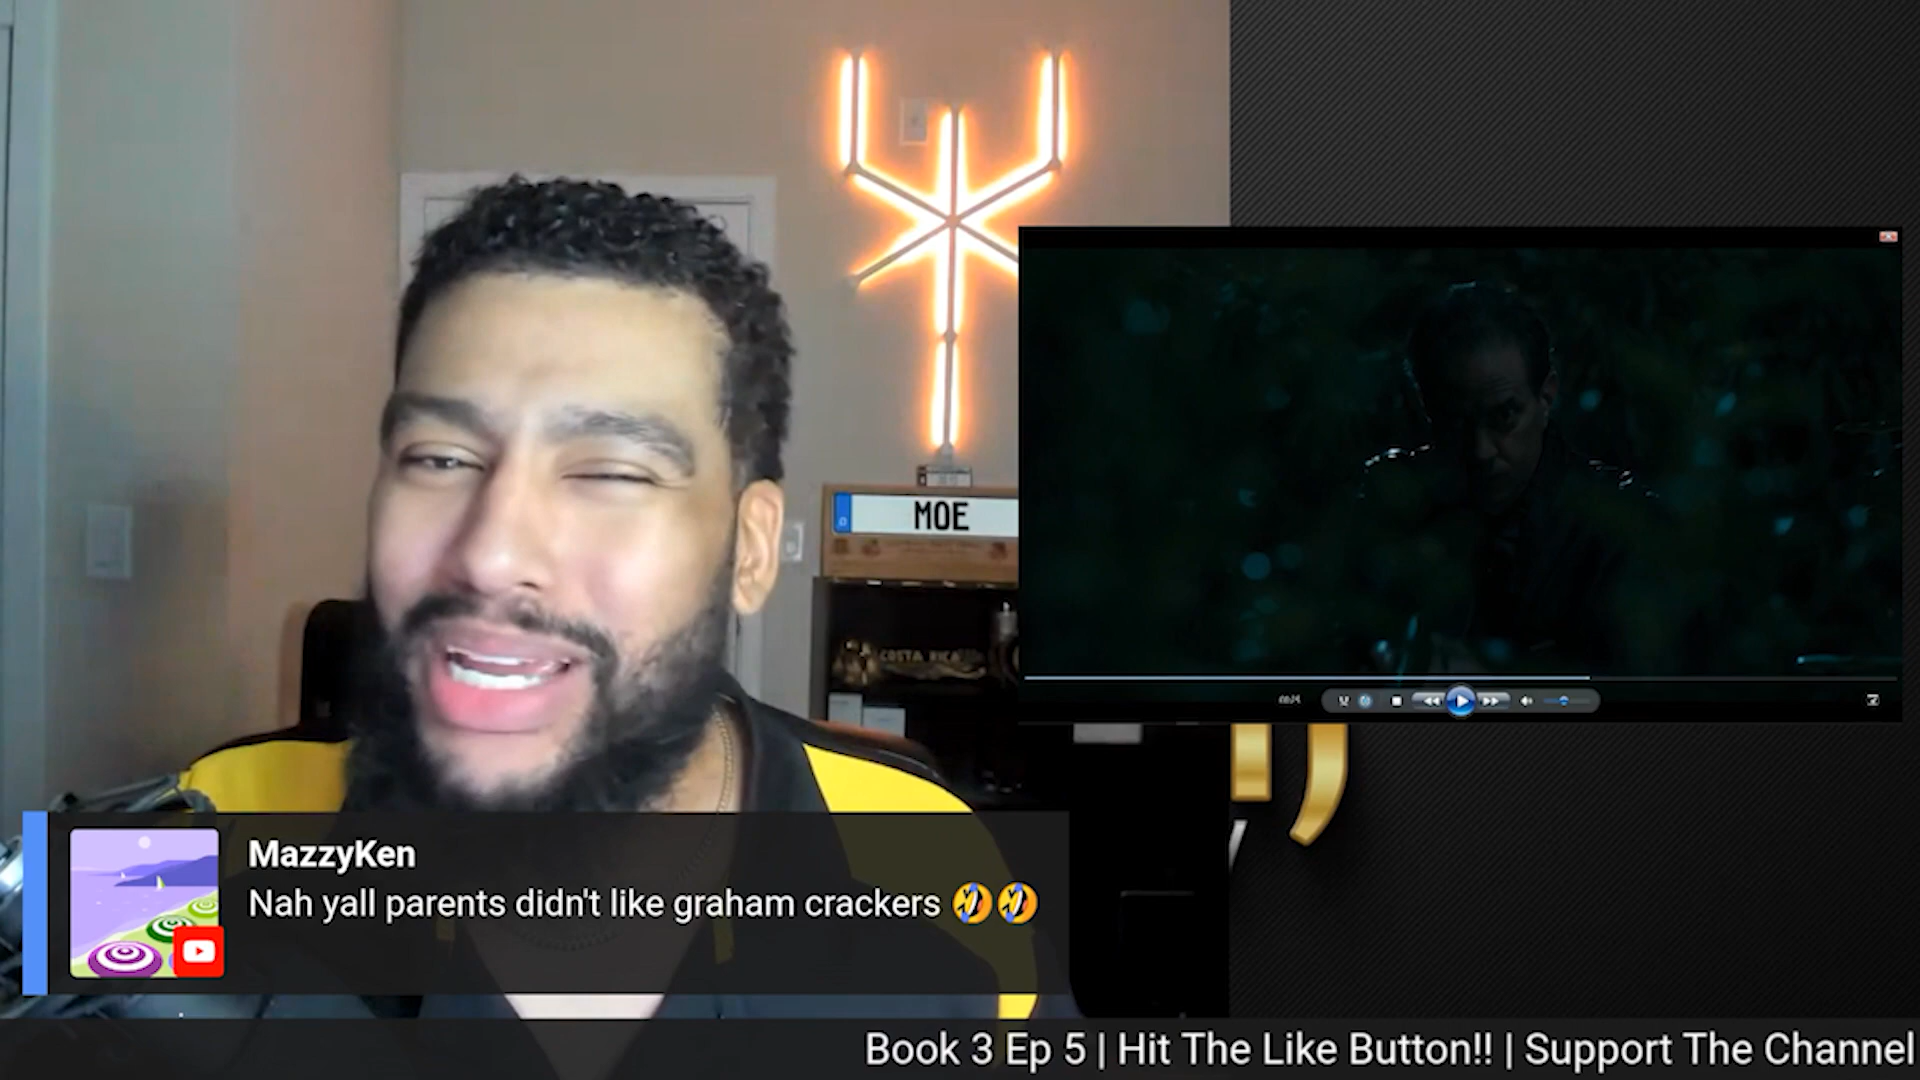 MOE
COSTA RICA
MazzyKen
Nah yall parents didn't like graham crackers 🤣🤣
Book 3 Ep 5 | Hit The Like Button!! | Support The Channel